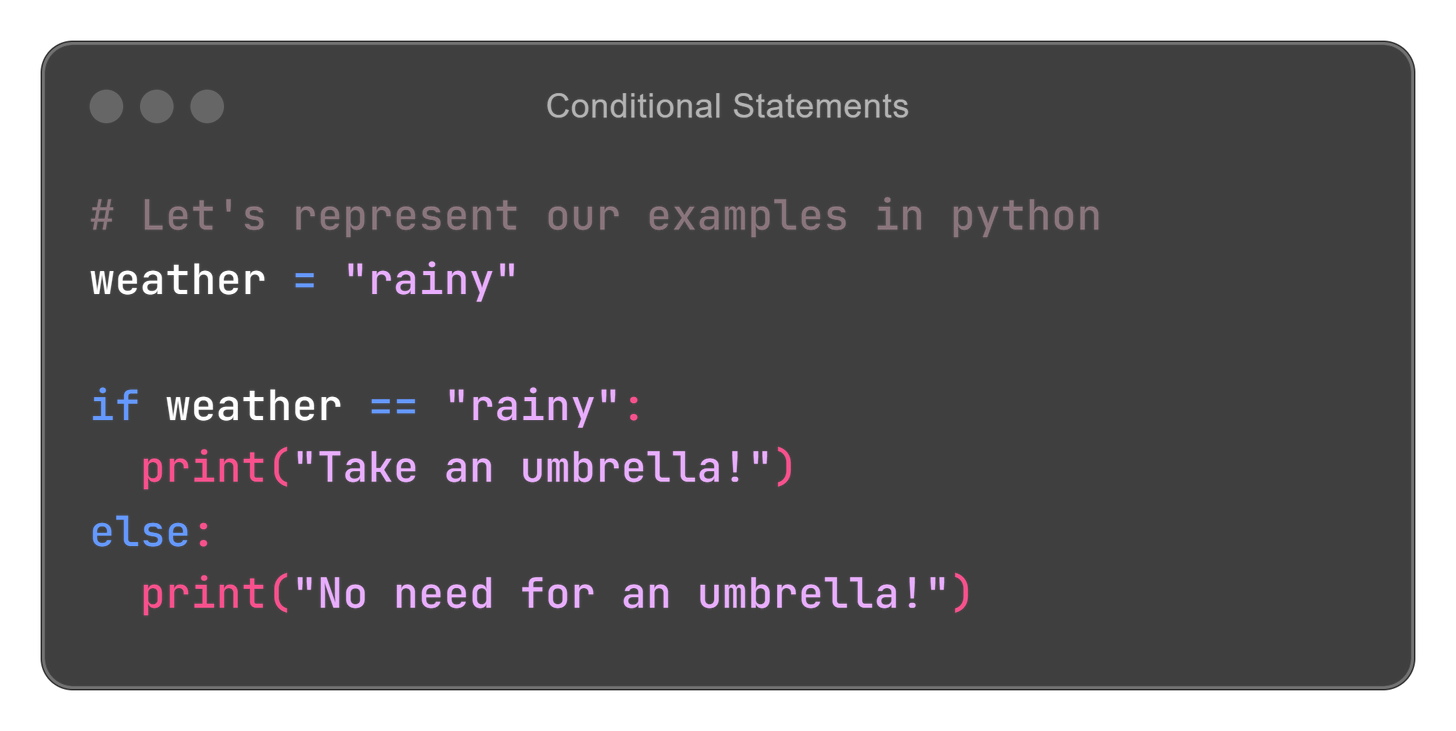 Conditional Statements
# Let's represent our examples in python
weather = "rainy"
if weather == "rainy":
  print("Take an umbrella!")
else:
  print("No need for an umbrella!")